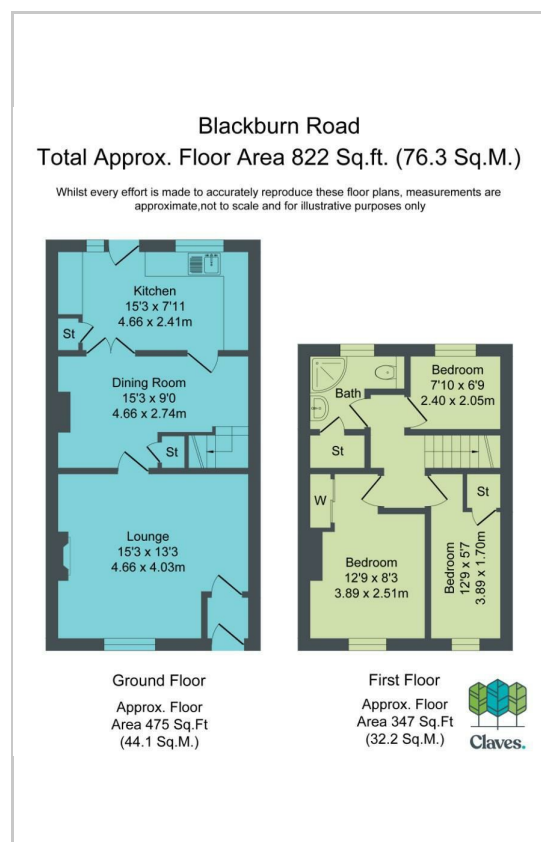 Blackburn Road
Total Approx. Floor Area 822 Sq.ft. (76.3 Sq.M.)
Whilst every effort is made to accurately reproduce these floor plans, measurements are
approximate,not to scale and for illustrative purposes only
Kitchen
15'3 x 7'11
4.66 x 2.41m
St
Dining Room
15'3 x 9'0
4.66 x 2.74m
St
Lounge
15'3 x 13'3
4.66 x 4.03m
Bath
Bedroom
7'10 x 6'9
2.40 x 2.05m
St
W
St
Bedroom
12'9 x 8'3
3.89 x 2.51m
Bedroom
12'9 x 5'7
3.89 x 1.70m
Ground Floor
Approx. Floor
Area 475 Sq.Ft
(44.1 Sq.M.)
First Floor
Approx. Floor
Area 347 Sq.Ft
(32.2 Sq.M.)
Claves.